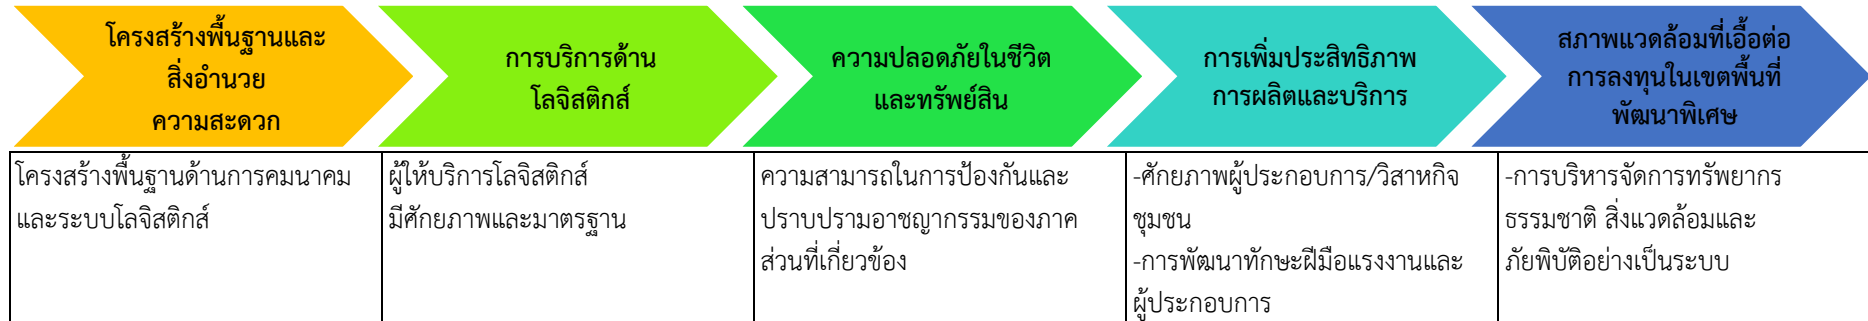 โครงสร้างพื้นฐานและ
สิ่งอำนวย
ความสะดวก
การบริการด้าน
โลจิสติกส์
ความปลอดภัยในชีวิต
และทรัพย์สิน
การเพิ่มประสิทธิภาพ
การผลิตและบริการ
สภาพแวดล้อมที่เอื้อต่อ
การลงทุนในเขตพื้นที่
พัฒนาพิเศษ
โครงสร้างพื้นฐานด้านการคมนาคม
และระบบโลจิสติกส์
ผู้ให้บริการโลจิสติกส์
มีศักยภาพและมาตรฐาน
ความสามารถในการป้องกันและ
ปราบปรามอาชญากรรมของภาค
ส่วนที่เกี่ยวข้อง
-ศักยภาพผู้ประกอบการ/วิสาหกิจ
ชุมชน
-การพัฒนาทักษะฝีมือแรงงานและ
ผู้ประกอบการ
-การบริหารจัดการทรัพยากร
ธรรมชาติ สิ่งแวดล้อมและ
ภัยพิบัติอย่างเป็นระบบ